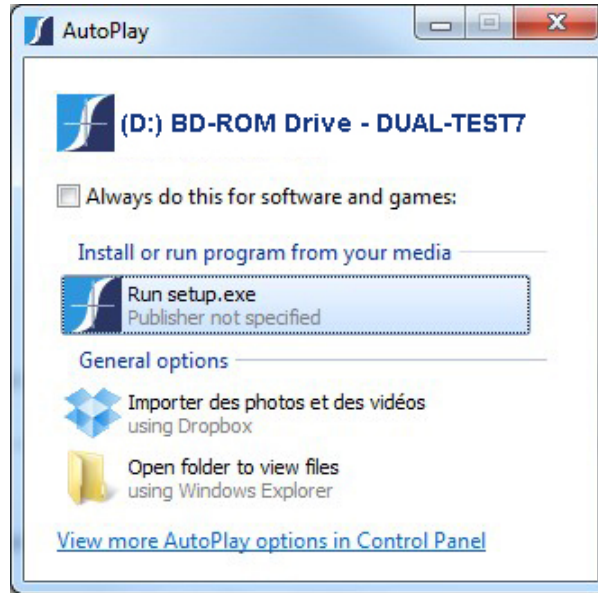 AutoPlay
(D:) BD-ROM Drive - DUAL-TEST7
Always do this for software and games:
Install or run program from your media
Run setup.exe
Publisher not specified
General options
Importer des photos et des vidéos
using Dropbox
Open folder to view files
using Windows Explorer
View more AutoPlay options in Control Panel